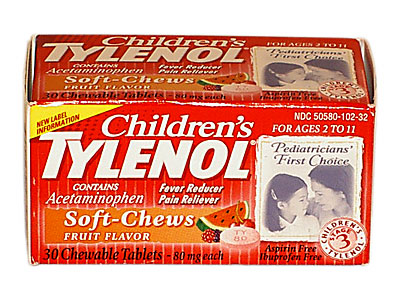 Children's
TYLENOL
FOR AGES 2 TO 11
CONTAINS
Acetaminophen
Fever Reducer
Pain Reliever
Pediatricians'
First Choice
Soft-Chews
FRUIT FLAVOR
30 Chewable Tablets - 80 mg each
NEW LABEL
INFORMATION
Children's
TYLENOL
NDC 50580-102-32
FOR AGES 2 TO 11
Pediatricians'
First Choice
CONTAINS
Acetaminophen
Fever Reducer
Pain Reliever
Soft-Chews
FRUIT FLAVOR
TY
80
30 Chewable Tablets - 80 mg each
Aspirin Free
Ibuprofen Free
CHILDREN'S
STAGE
3